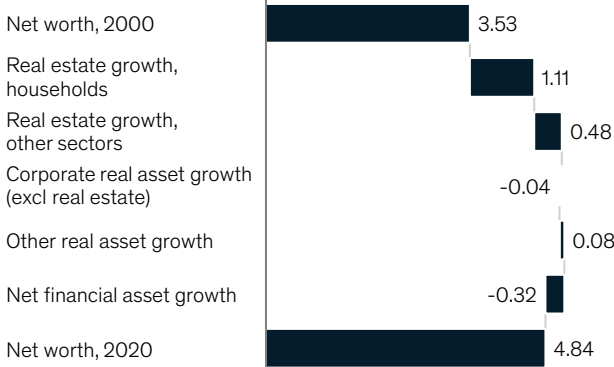 Net worth, 2000 3.53
Real estate growth,
households 1.11
Real estate growth,
other sectors 0.48
Corporate real asset growth
(excl real estate) -0.04
Other real asset growth 0.08
Net financial asset growth -0.32
Net worth, 2020 4.84